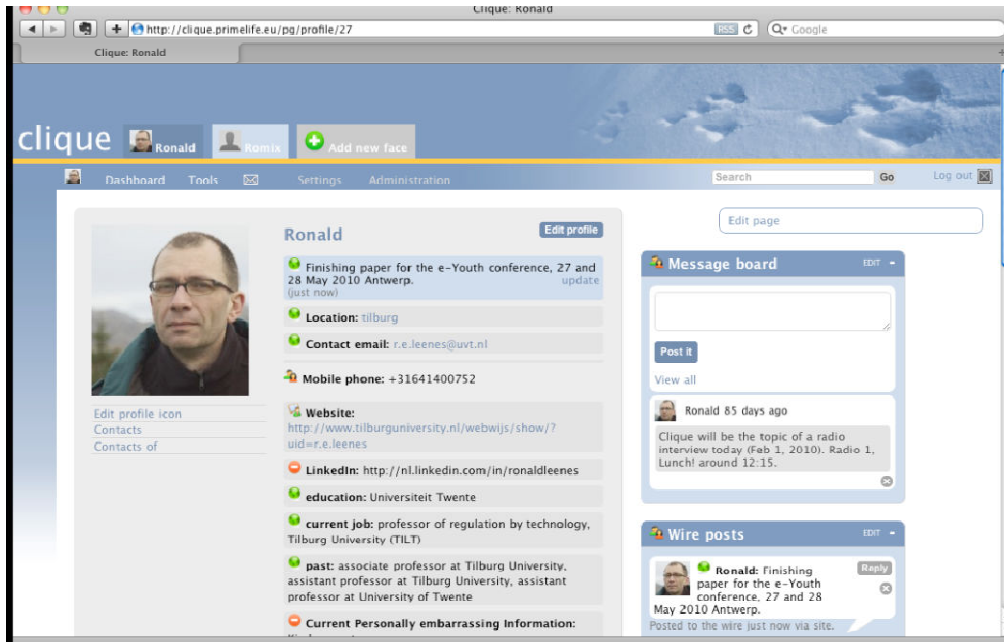 Clique: Ronald
http://clique.primelife.eu/pg/profile/27
RSS
Google
Clique: Ronald
clique
Ronald
Romix
Add new face
Dashboard
Tools
Settings
Administration
Search
Go
Log out
Edit page
Ronald
Edit profile
Finishing paper for the e-Youth conference, 27 and
28 May 2010 Antwerp.
update
(just now)
Location: tilburg
Contact email: r.e.leenes@uvt.nl
Mobile phone: +31641400752
Website:
http://www.tilburguniversity.nl/webwijs/show/?
uid=r.e.leenes
LinkedIn: http://nl.linkedin.com/in/ronaldleenes
education: Universiteit Twente
current job: professor of regulation by technology,
Tilburg University (TILT)
past: associate professor at Tilburg University,
assistant professor at Tilburg University, assistant
professor at University of Twente
Current Personally embarrassing Information:
Edit profile icon
Contacts
Contacts of
Message board
EDIT -
Post it
View all
Ronald 85 days ago
Clique will be the topic of a radio
interview today (Feb 1, 2010). Radio 1,
Lunch! around 12:15.
Wire posts
EDIT -
Ronald: Finishing
Reply
paper for the e-Youth
conference, 27 and 28
May 2010 Antwerp.
Posted to the wire just now via site.